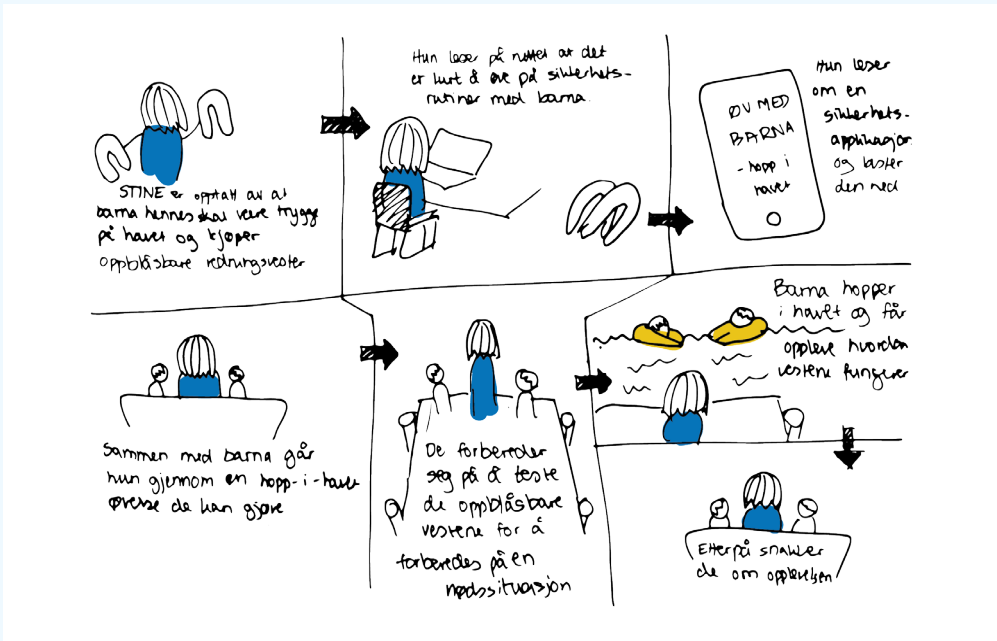 STINE er opptatt av at
barna hennes skal være trygge
på havet og kjøper
oppblåsbare redningsvester
Hun leser på nettet at det
er lurt å øve på sikkerhets-
rutiner med barna.
Hun leser
om en
sikkerhets-
applikasjon
og laster
den ned
ØV MED
BARNA
- hopp i
havet
Sammen med barna går
hun gjennom en hopp-i-havet
øvelse de kan gjøre
De forbereder
seg på å teste
de oppblåsbare
vestene for å
forberedes på en
nødssituasjon
Barna hopper
i havet og får
oppleve hvordan
vestene fungerer
Etterpå snakker
de om opplevelsen